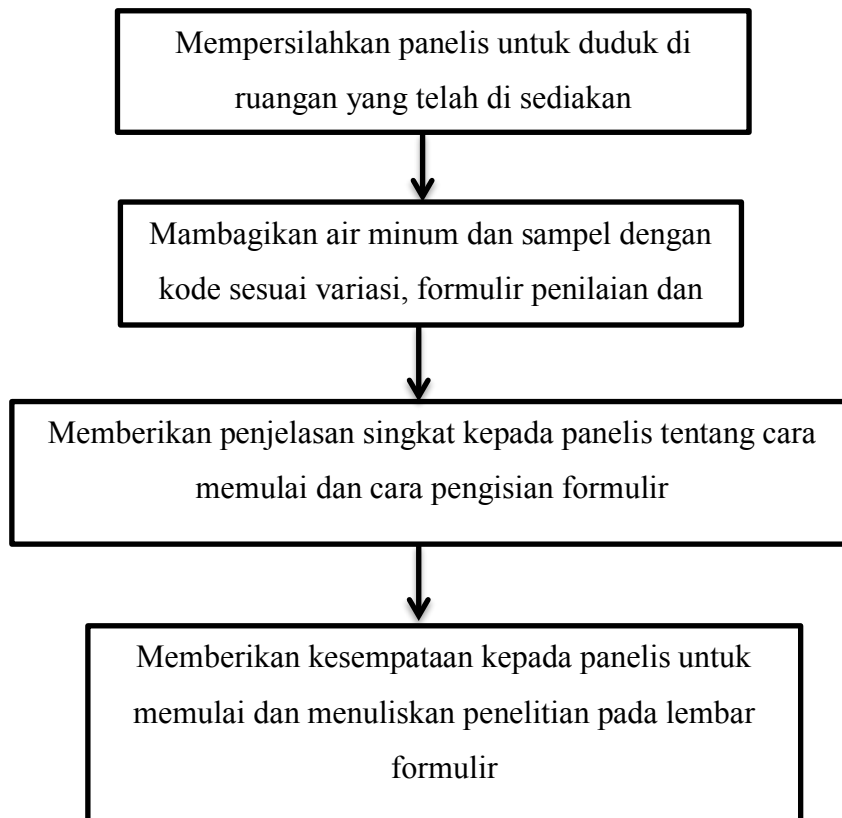 Mempersilahkan panelis untuk duduk di
ruangan yang telah di sediakan
Mambagikan air minum dan sampel dengan
kode sesuai variasi, formulir penilaian dan
Memberikan penjelasan singkat kepada panelis tentang cara
memulai dan cara pengisian formulir
Memberikan kesempataan kepada panelis untuk
memulai dan menuliskan penelitian pada lembar
formulir